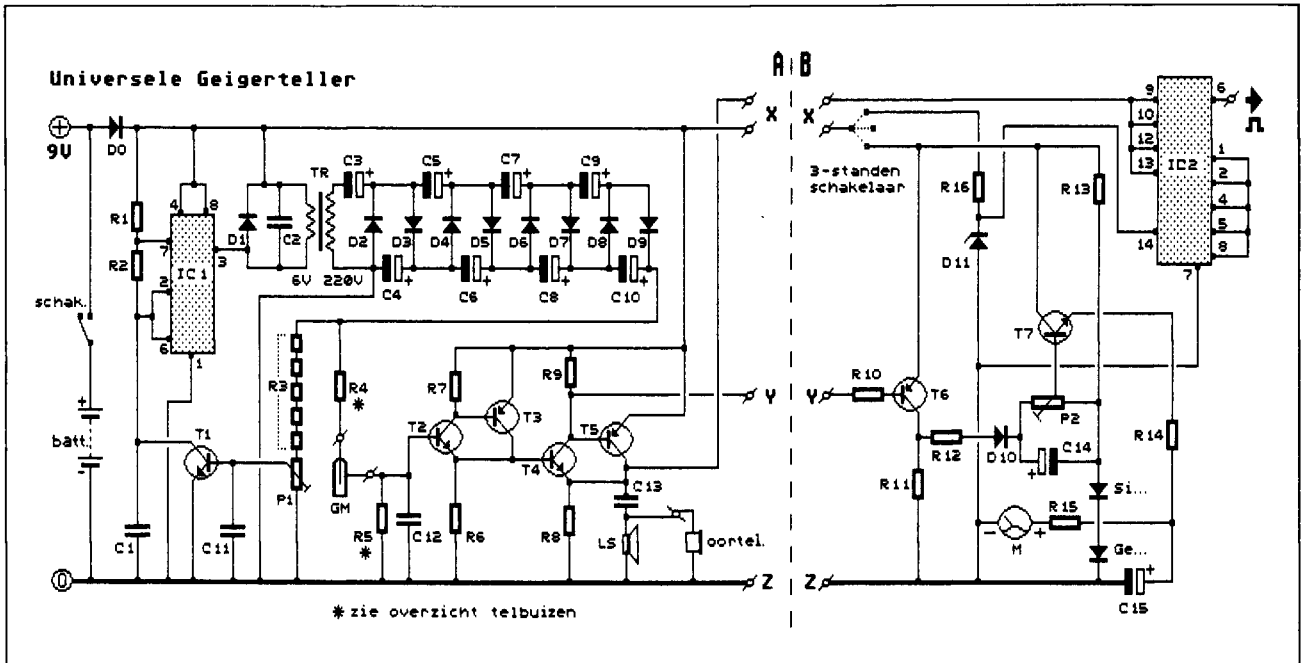 Universele Geigerteller
A B
9V
D0
X X
3-standen
schakelaar
TR
C3 + C5 + C7 + C9 +
R1
R2
4 8
7
3
IC1
2
6
1
D1
C2
6V 220V
D2 D3 D4 D5 D6 D7 D8 D9
C4 + C6 + C8 + C10 +
schak.
+
batt.
-
T1
C1
C11
R3
P1
R4
*
GM
R5
*
C12
R7
T2
T3
R6
R9
T4
T5
R8
C13
LS
oortel.
Y Y
Z Z
0
R16
D11
R13
9
10
12
13
14
IC2
7
6
1
2
4
5
8
T7
R10
T6
P2
R12
D10
C14
+
R14
R11
Si...
- M +
R15
Ge...
C15
+
* zie overzicht telbuizen